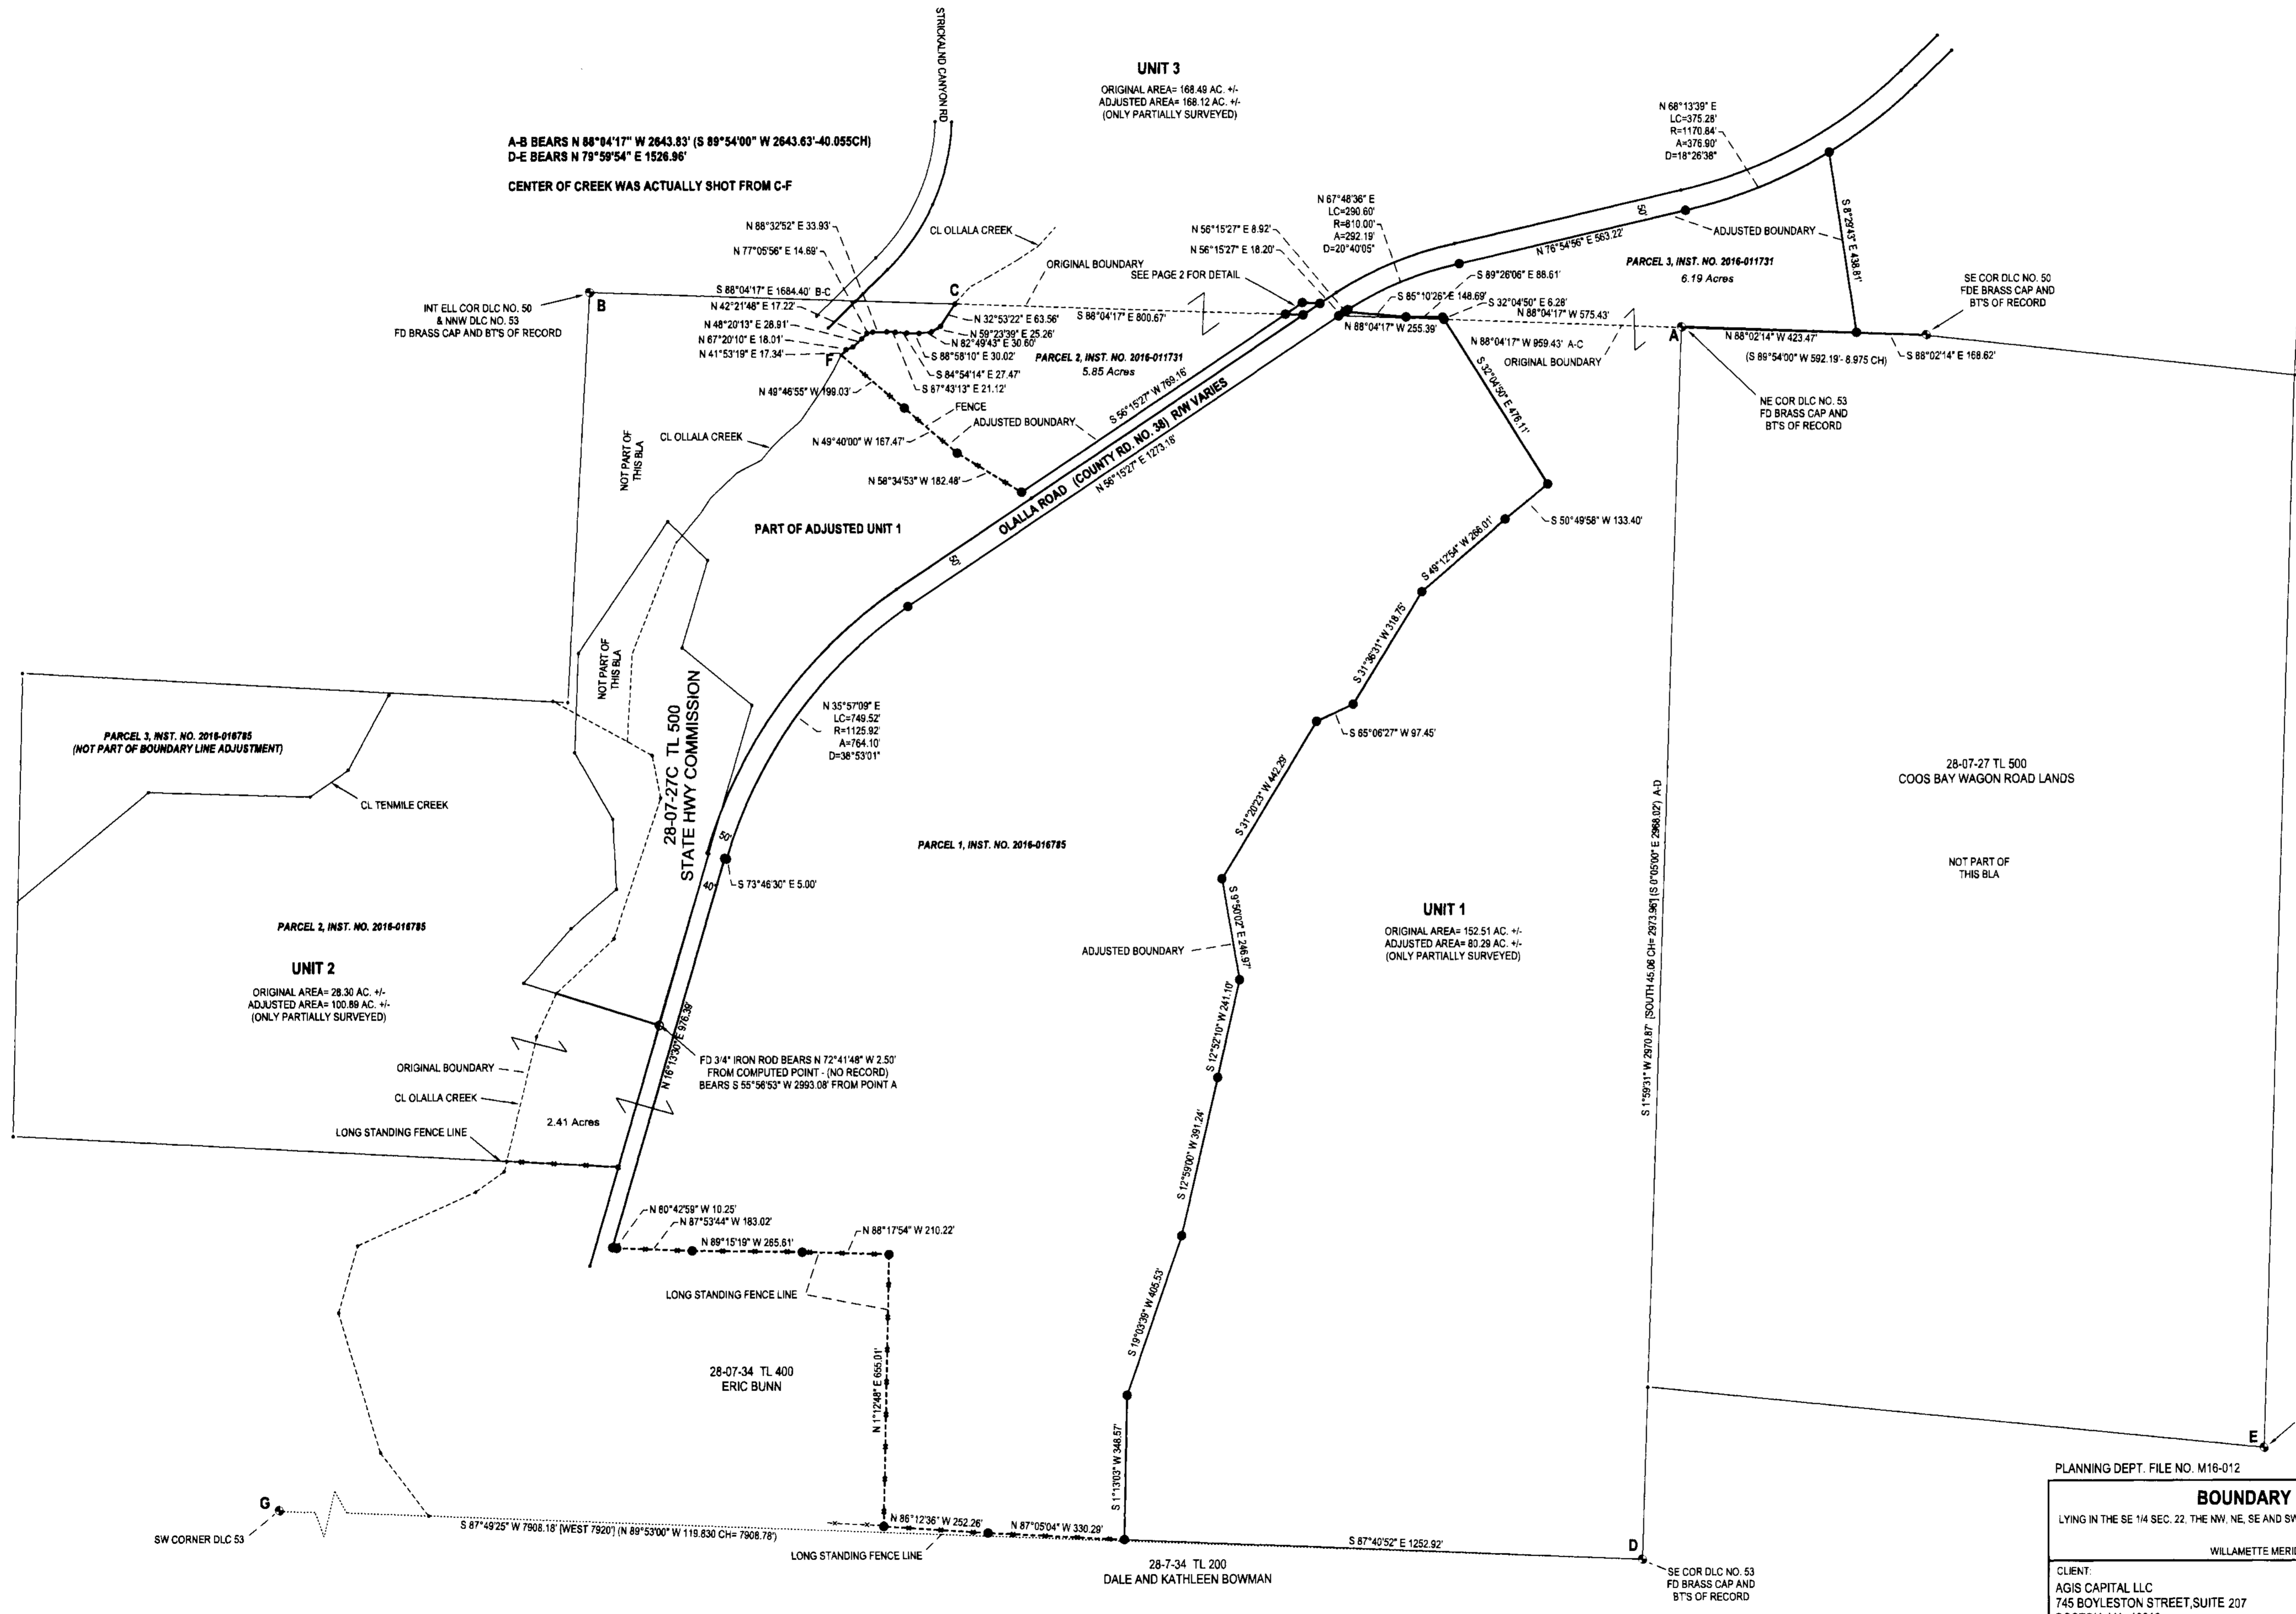 STRICKALND CANYON RD
UNIT 3
ORIGINAL AREA= 168.49 AC. +/-
ADJUSTED AREA= 168.12 AC. +/-
(ONLY PARTIALLY SURVEYED)
A-B BEARS N 88°04'17" W 2643.83' (S 89°54'00" W 2643.63'-40.055CH)
D-E BEARS N 79°59'54" E 1526.96'
CENTER OF CREEK WAS ACTUALLY SHOT FROM C-F
N 68°13'39" E
LC=375.28'
R=1170.84'
A=376.90'
D=18°26'38"
N 67°48'36" E
LC=290.60'
R=810.00'
A=292.19'
D=20°40'05"
N 88°32'52" E 33.93'
N 77°05'56" E 14.69'
CL OLLALA CREEK
N 56°15'27" E 8.92'
N 56°15'27" E 18.20'
ORIGINAL BOUNDARY
SEE PAGE 2 FOR DETAIL
50'
N 76°54'56" E 563.22'
ADJUSTED BOUNDARY
S 8°29'43" E 438.81'
PARCEL 3, INST. NO. 2016-011731
6.19 Acres
SE COR DLC NO. 50
FDE BRASS CAP AND
BT'S OF RECORD
INT ELL COR DLC NO. 50
& NNW DLC NO. 53
FD BRASS CAP AND BT'S OF RECORD
B
S 88°04'17" E 1684.40' B-C
C
S 88°04'17" E 800.67'
S 89°26'06" E 88.61'
S 85°10'26" E 148.69'
S 32°04'50" E 6.28'
N 88°04'17" W 255.39'
N 88°04'17" W 575.43'
N 88°04'17" W 959.43' A-C
ORIGINAL BOUNDARY
A
N 88°02'14" W 423.47'
(S 89°54'00" W 592.19'- 8.975 CH)
S 88°02'14" E 168.62'
N 42°21'46" E 17.22'
N 48°20'13" E 28.91'
N 67°20'10" E 18.01'
N 41°53'19" E 17.34'
F
N 32°53'22" E 63.56'
N 59°23'39" E 25.26'
N 82°49'43" E 30.60'
S 88°58'10" E 30.02'
S 84°54'14" E 27.47'
S 87°43'13" E 21.12'
PARCEL 2, INST. NO. 2016-011731
5.85 Acres
NE COR DLC NO. 53
FD BRASS CAP AND
BT'S OF RECORD
N 49°46'55" W 199.03'
FENCE
ADJUSTED BOUNDARY
N 49°40'00" W 167.47'
N 58°34'53" W 182.48'
S 56°15'27" W 769.16'
OLALLA ROAD (COUNTY RD. NO. 38) R/W VARIES
N 56°15'27" E 1273.16'
S 32°04'50" E 476.11'
CL OLLALA CREEK
NOT PART OF
THIS BLA
PART OF ADJUSTED UNIT 1
50'
S 50°49'58" W 133.40'
S 49°12'54" W 266.01'
S 31°36'31" W 318.75'
S 65°06'27" W 97.45'
S 31°20'23" W 442.29'
NOT PART OF
THIS BLA
28-07-27C TL 500
STATE HWY COMMISSION
N 35°57'09" E
LC=749.52'
R=1125.92'
A=764.10'
D=38°53'01"
PARCEL 3, INST. NO. 2016-016785
(NOT PART OF BOUNDARY LINE ADJUSTMENT)
CL TENMILE CREEK
28-07-27 TL 500
COOS BAY WAGON ROAD LANDS
NOT PART OF
THIS BLA
S 1°59'31" W 2970.87' [SOUTH 45.06 CH= 2973.96'] (S 0°05'00" E 2968.02') A-D
PARCEL 1, INST. NO. 2016-016785
50'
40'
S 73°46'30" E 5.00'
PARCEL 2, INST. NO. 2016-016785
UNIT 2
ORIGINAL AREA= 28.30 AC. +/-
ADJUSTED AREA= 100.89 AC. +/-
(ONLY PARTIALLY SURVEYED)
UNIT 1
ORIGINAL AREA= 152.51 AC. +/-
ADJUSTED AREA= 80.29 AC. +/-
(ONLY PARTIALLY SURVEYED)
ADJUSTED BOUNDARY
S 9°50'02" E 246.97'
S 12°52'10" W 241.10'
N 16°13'30" E 976.39'
FD 3/4" IRON ROD BEARS N 72°41'48" W 2.50'
FROM COMPUTED POINT - (NO RECORD)
BEARS S 55°56'53" W 2993.08' FROM POINT A
ORIGINAL BOUNDARY
CL OLALLA CREEK
2.41 Acres
LONG STANDING FENCE LINE
S 12°59'00" W 391.24'
N 80°42'59" W 10.25'
N 87°53'44" W 183.02'
N 88°17'54" W 210.22'
N 89°15'19" W 265.61'
LONG STANDING FENCE LINE
S 19°03'39" W 405.53'
28-07-34 TL 400
ERIC BUNN
N 1°12'48" E 655.01'
S 1°13'03" W 348.57'
E
PLANNING DEPT. FILE NO. M16-012
BOUNDARY
LYING IN THE SE 1/4 SEC. 22, THE NW, NE, SE AND SW
WILLAMETTE MERI
CLIENT:
AGIS CAPITAL LLC
745 BOYLESTON STREET,SUITE 207
G
SW CORNER DLC 53
S 87°49'25" W 7908.18' [WEST 7920'] (N 89°53'00" W 119.830 CH= 7908.78')
N 86°12'36" W 252.26'
N 87°05'04" W 330.29'
LONG STANDING FENCE LINE
S 87°40'52" E 1252.92'
D
28-7-34 TL 200
DALE AND KATHLEEN BOWMAN
SE COR DLC NO. 53
FD BRASS CAP AND
BT'S OF RECORD